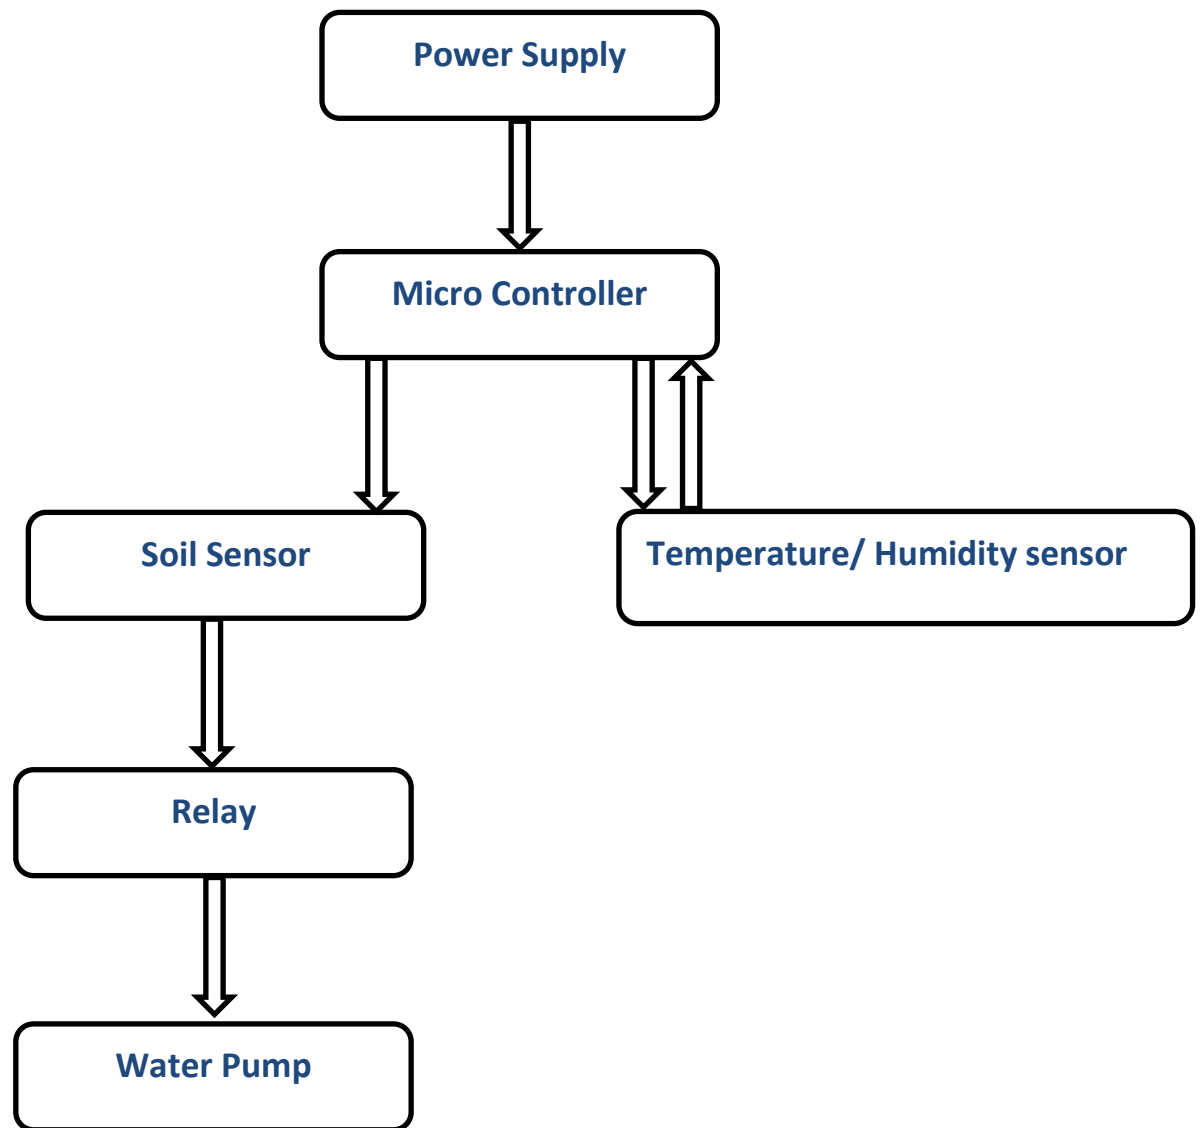 Power Supply
Micro Controller
Soil Sensor
Temperature/ Humidity sensor
Relay
Water Pump